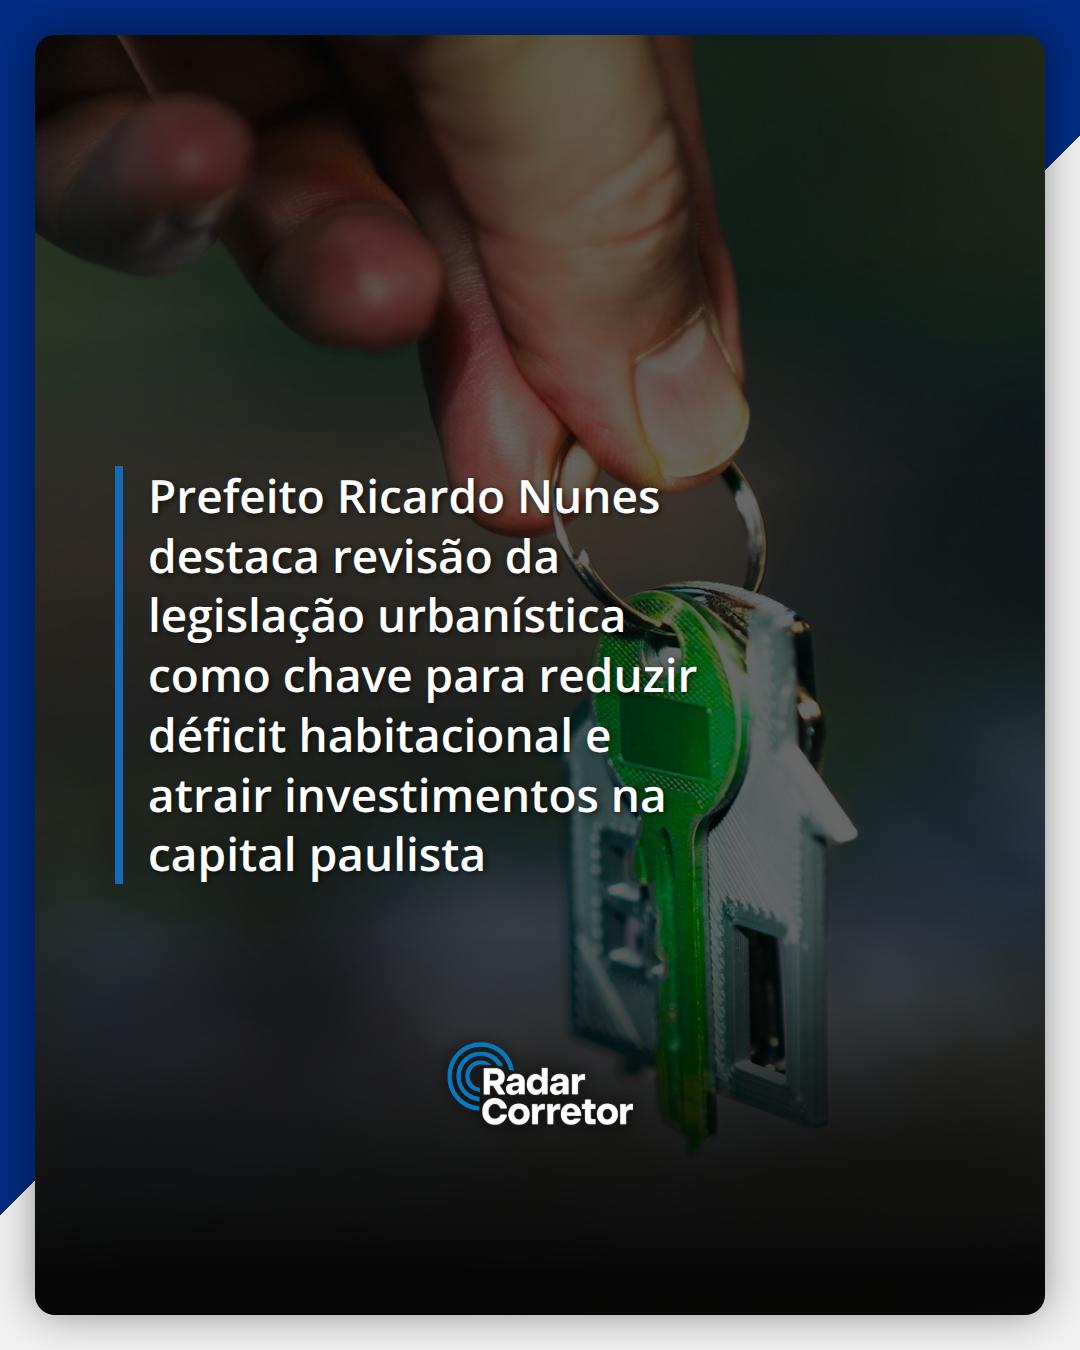 Prefeito Ricardo Nunes
destaca revisão da
legislação urbanística
como chave para reduzir
déficit habitacional e
atrair investimentos na
capital paulista
Radar
Corretor